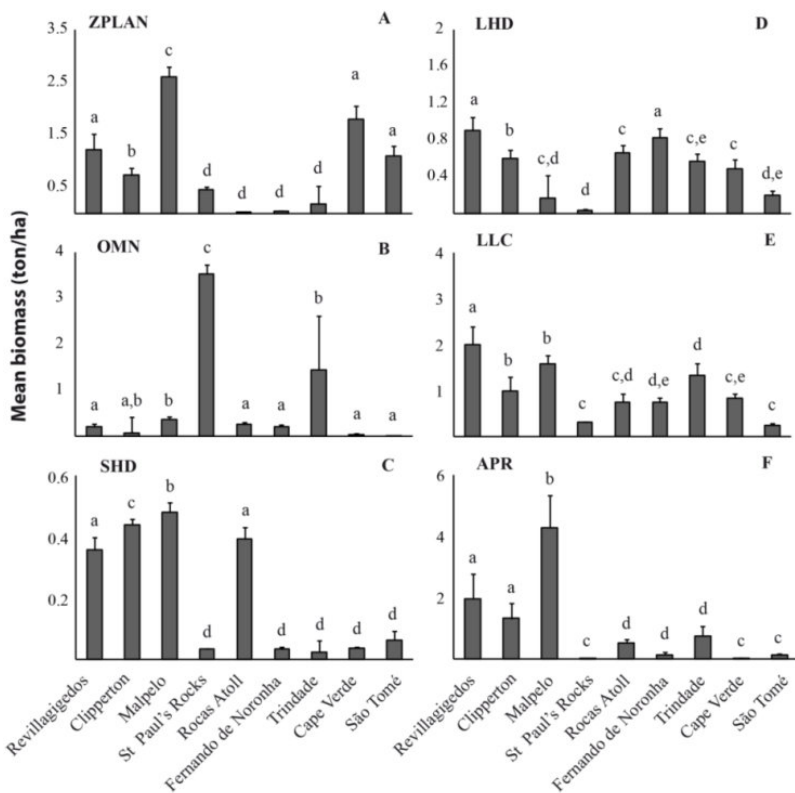 Mean biomass (ton/ha)
ZPLAN A
3.5
2.5
1.5
0.5
a b c d d d d a a
OMN B
4
3
2
1
a a,b b c a a b a a
SHD C
0.6
0.4
0.2
a c b d a d d d d
Revillagigedos
Clipperton
Malpelo
St Paul's Rocks
Rocas Atoll
Fernando de Noronha
Trindade
Cape Verde
São Tomé
LHD D
2
1.6
1.2
0.8
0.4
a b c,d d c a c,e c d,e
LLC E
4
3
2
1
a b b c c,d d,e d c,e c
APR F
6
4
2
a a b c d d d c c
Revillagigedos
Clipperton
Malpelo
St Paul's Rocks
Rocas Atoll
Fernando de Noronha
Trindade
Cape Verde
São Tomé